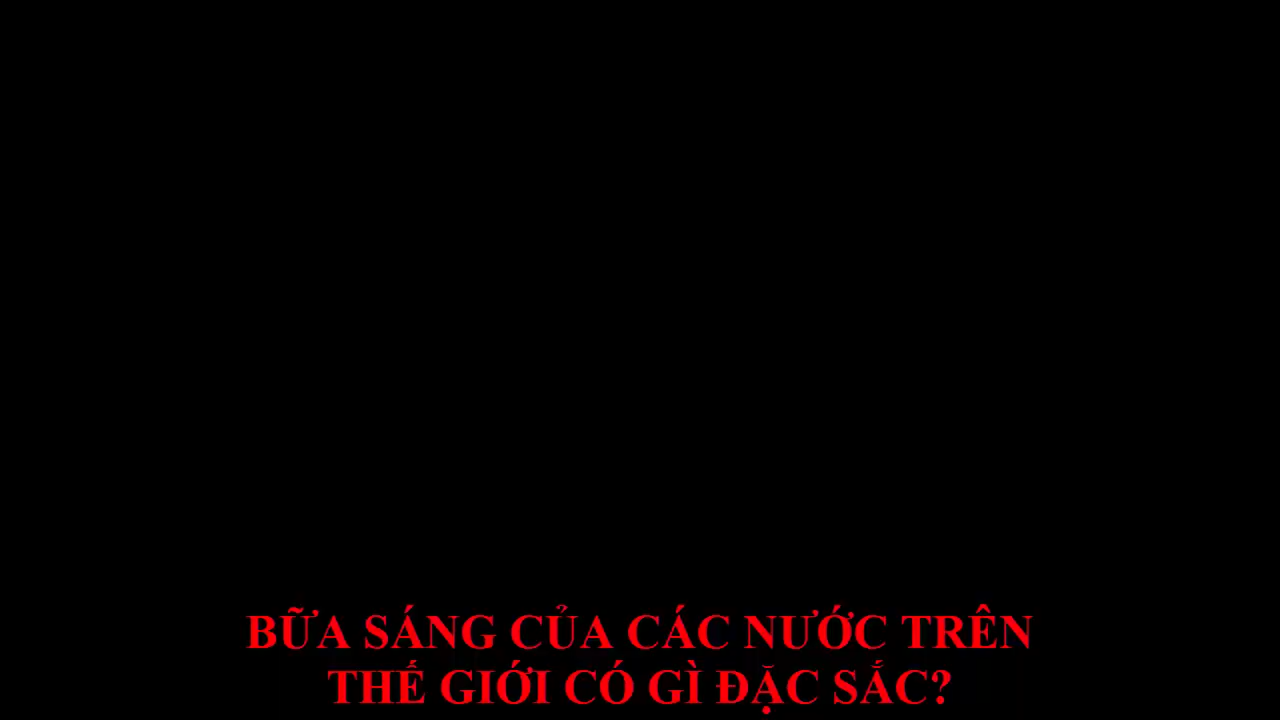 BỮA SÁNG CỦA CÁC NƯỚC TRÊN
THẾ GIỚI CÓ GÌ ĐẶC SẮC?